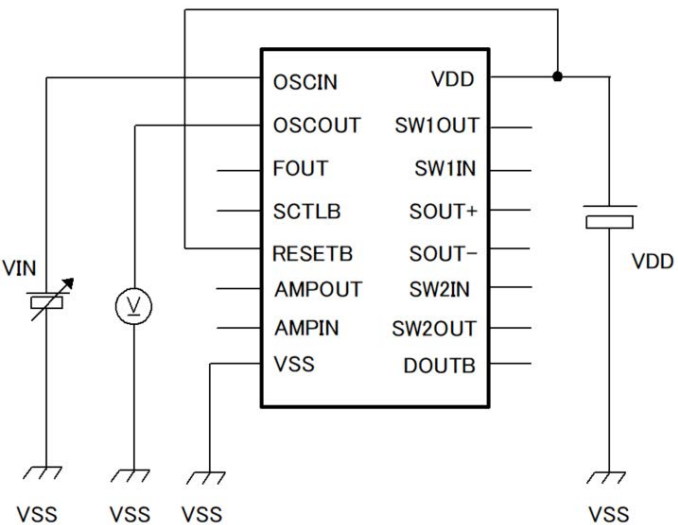 OSCIN VDD
OSCOUT SW1OUT
FOUT SW1IN
SCTLB SOUT+
RESETB SOUT-
VIN VDD
AMPOUT SW2IN
V
AMPIN SW2OUT
VSS DOUTB
VSS VSS VSS VSS